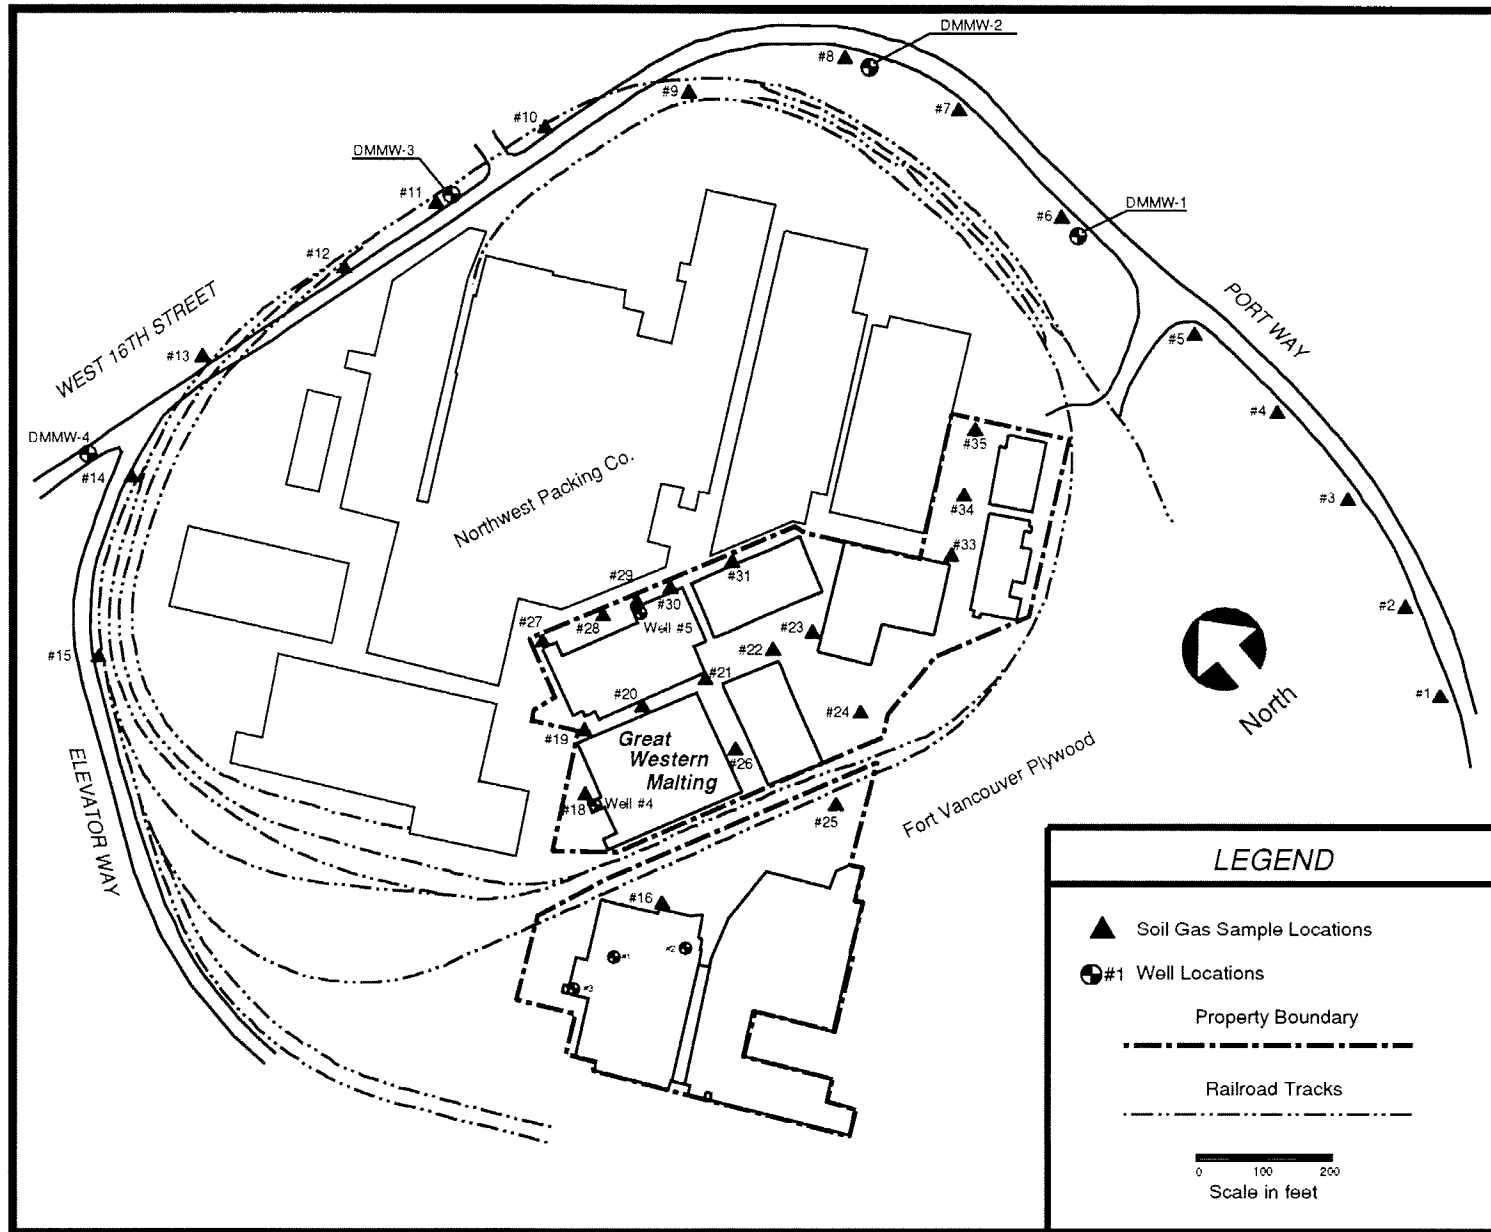 DMMW-2
#8
#9
#7
#10
DMMW-3
#11
DMMW-1
#6
#12
WEST 16TH STREET
PORT WAY
#13
#5
#4
DMMW-4
#35
#14
Northwest Packing Co.
#34
#3
#33
#31
#29
#30
#28
Well #5
#2
#27
#23
#22
#15
#21
#1
#20
#24
North
#19
Great
Western
Malting
#26
ELEVATOR WAY
#18
Well #4
#25
Fort Vancouver Plywood
#16
#2
#1
#3
LEGEND
Soil Gas Sample Locations
#1 Well Locations
Property Boundary
Railroad Tracks
0 100 200
Scale in feet